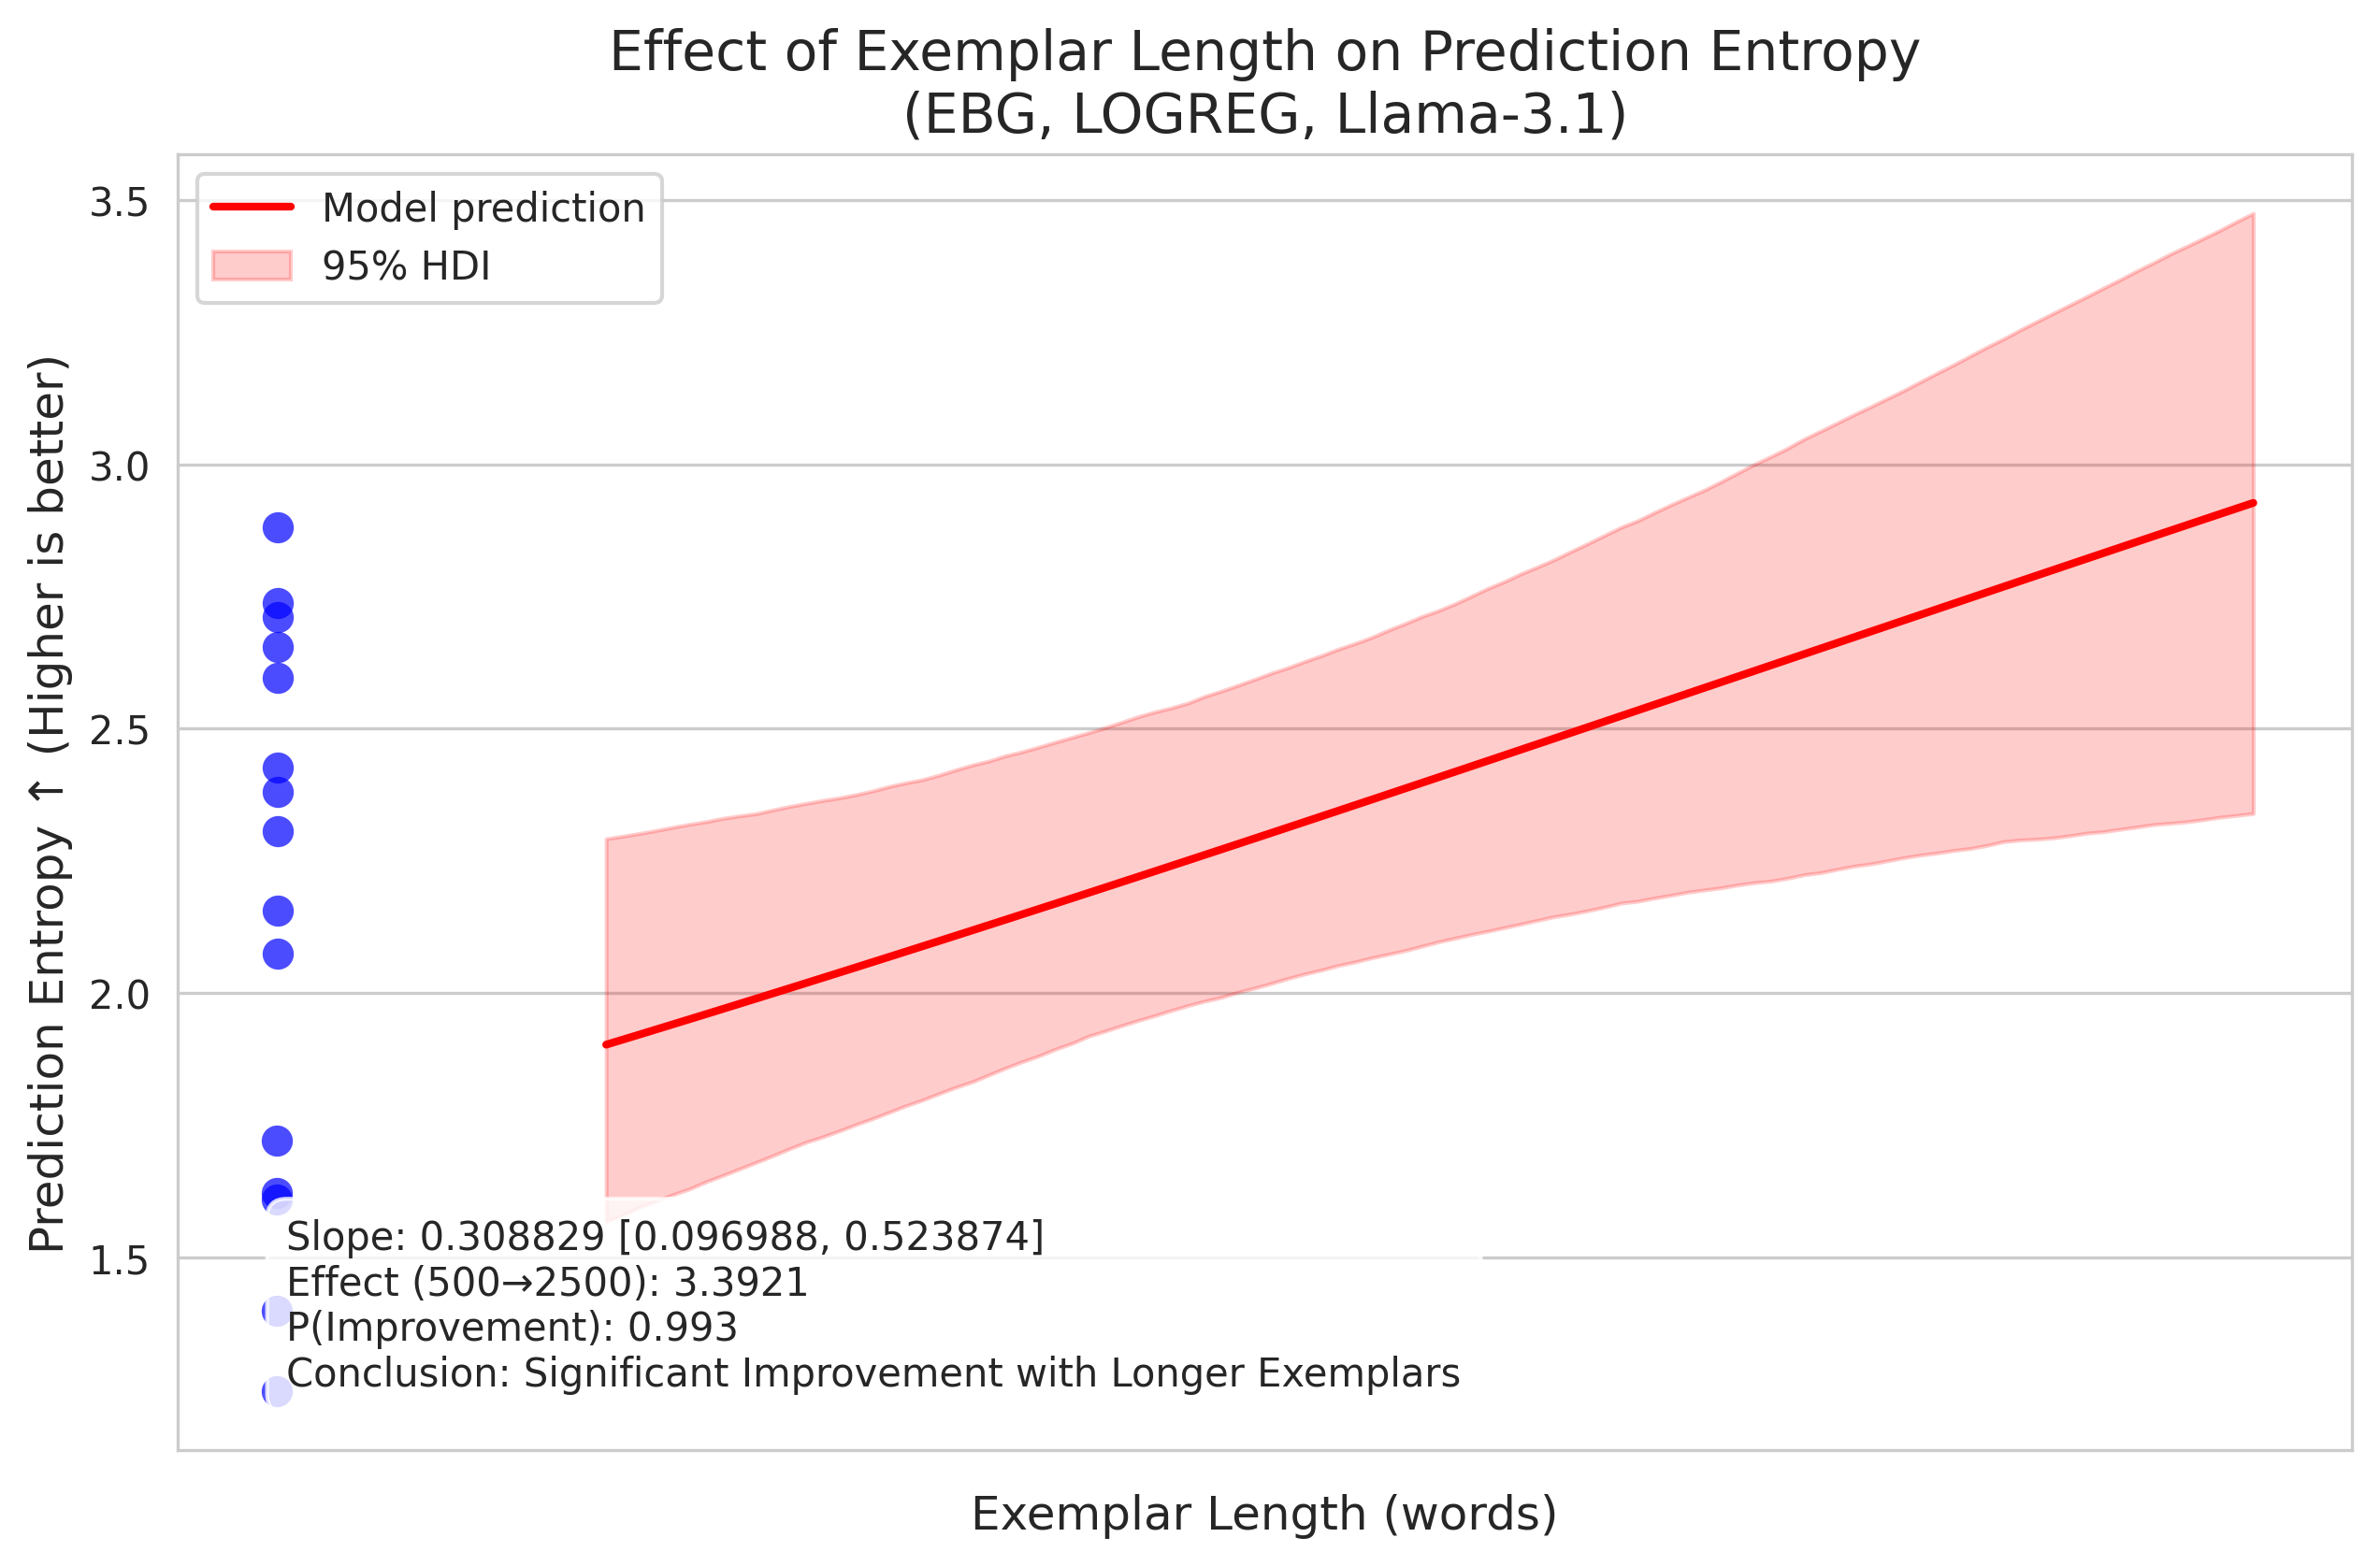 Effect of Exemplar Length on Prediction Entropy
(EBG, LOGREG, Llama-3.1)
Model prediction
95% HDI
Prediction Entropy ↑ (Higher is better)
3.5
3.0
2.5
2.0
1.5
Slope: 0.308829 [0.096988, 0.523874]
Effect (500→2500): 3.3921
P(Improvement): 0.993
Conclusion: Significant Improvement with Longer Exemplars
Exemplar Length (words)